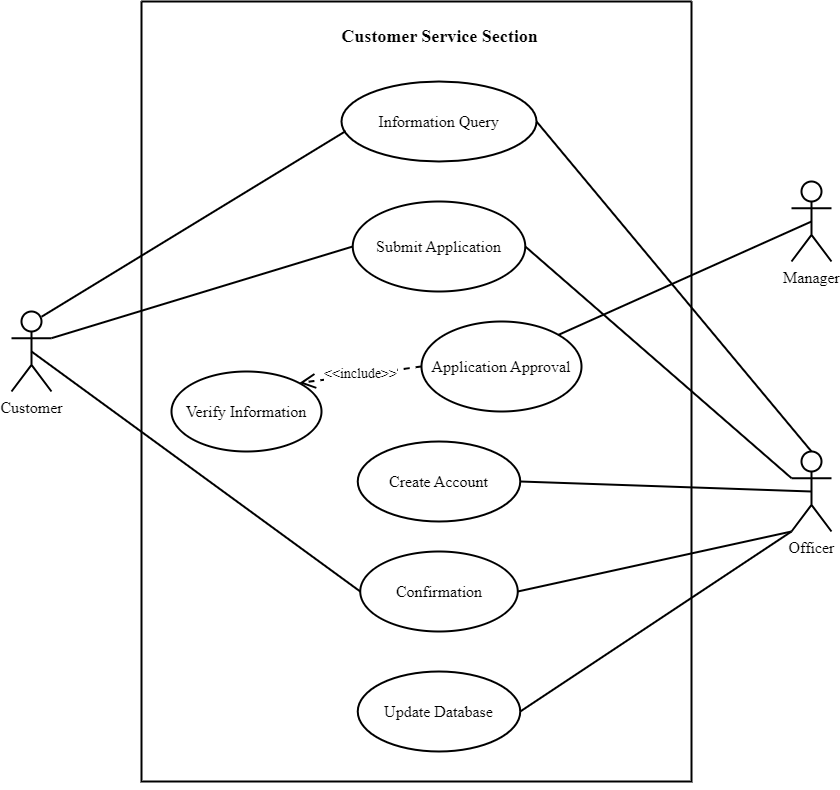 Customer Service Section
Information Query
Submit Application
Manager
Application Approval
<<include>>
Customer
Verify Information
Create Account
Officer
Confirmation
Update Database